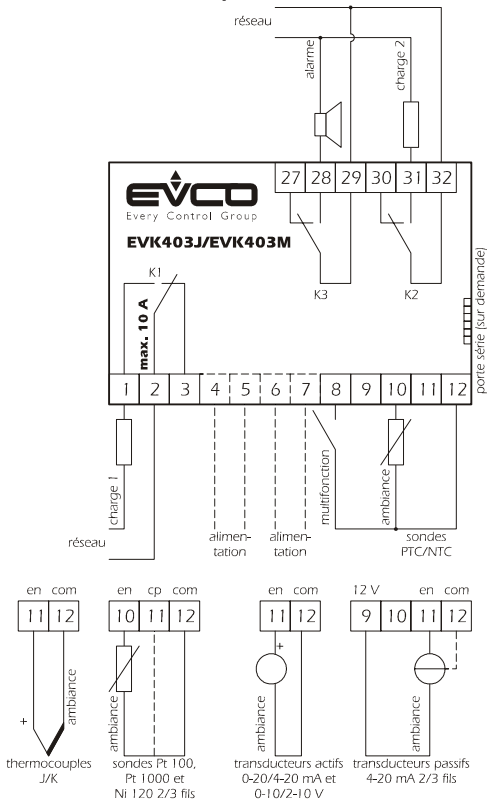 réseau
alarme
charge 2
27 28 29 30 31 32
EVCO
Every Control Group
EVK403J/EVK403M
K1
K3
K2
max. 10 A
porte série (sur demande)
1 2 3 4 5 6 7 8 9 10 11 12
charge 1
réseau
alimen-
tation
alimen-
tation
multifonction
ambiance
sondes
PTC/NTC
en com
11 12
+
ambiance
thermocouples
J/K
en cp com
10 11 12
ambiance
sondes Pt 100,
Pt 1000 et
Ni 120 2/3 fils
en com
11 12
+
ambiance
transducteurs actifs
0-20/4-20 mA et
0-10/2-10 V
12 V en com
9 10 11 12
ambiance
transducteurs passifs
4-20 mA 2/3 fils